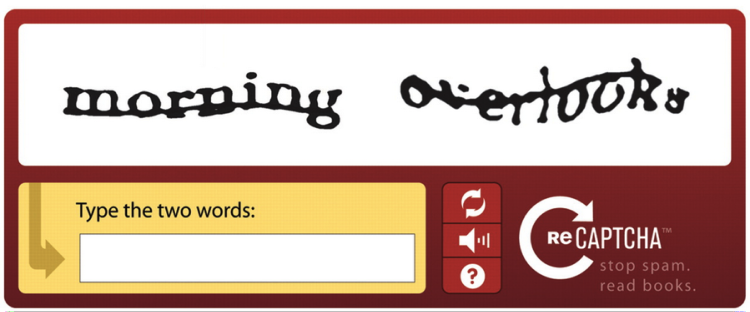 morning overlooks
Type the two words:
ReCAPTCHA™
stop spam.
read books.